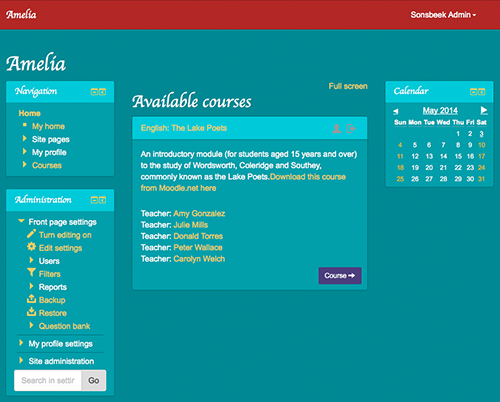 Amelia
Sonsbeek Admin
Amelia
Navigation
Home
My home
Site pages
My profile
Courses
Administration
Front page settings
Turn editing on
Edit settings
Users
Filters
Reports
Backup
Restore
Question bank
My profile settings
Site administration
Search in settir
Go
Full screen
Available courses
English: The Lake Poets
An introductory module (for students aged 15 years and over)
to the study of Wordsworth, Coleridge and Southey,
commonly known as the Lake Poets.Download this course
from Moodle.net here
Teacher: Amy Gonzalez
Teacher: Julie Mills
Teacher: Donald Torres
Teacher: Peter Wallace
Teacher: Carolyn Welch
Course
Calendar
May 2014
Sun Mon Tue Wed Thu Fri Sat
1 2 3
4 5 6 7 8 9 10
11 12 13 14 15 16 17
18 19 20 21 22 23 24
25 26 27 28 29 30 31